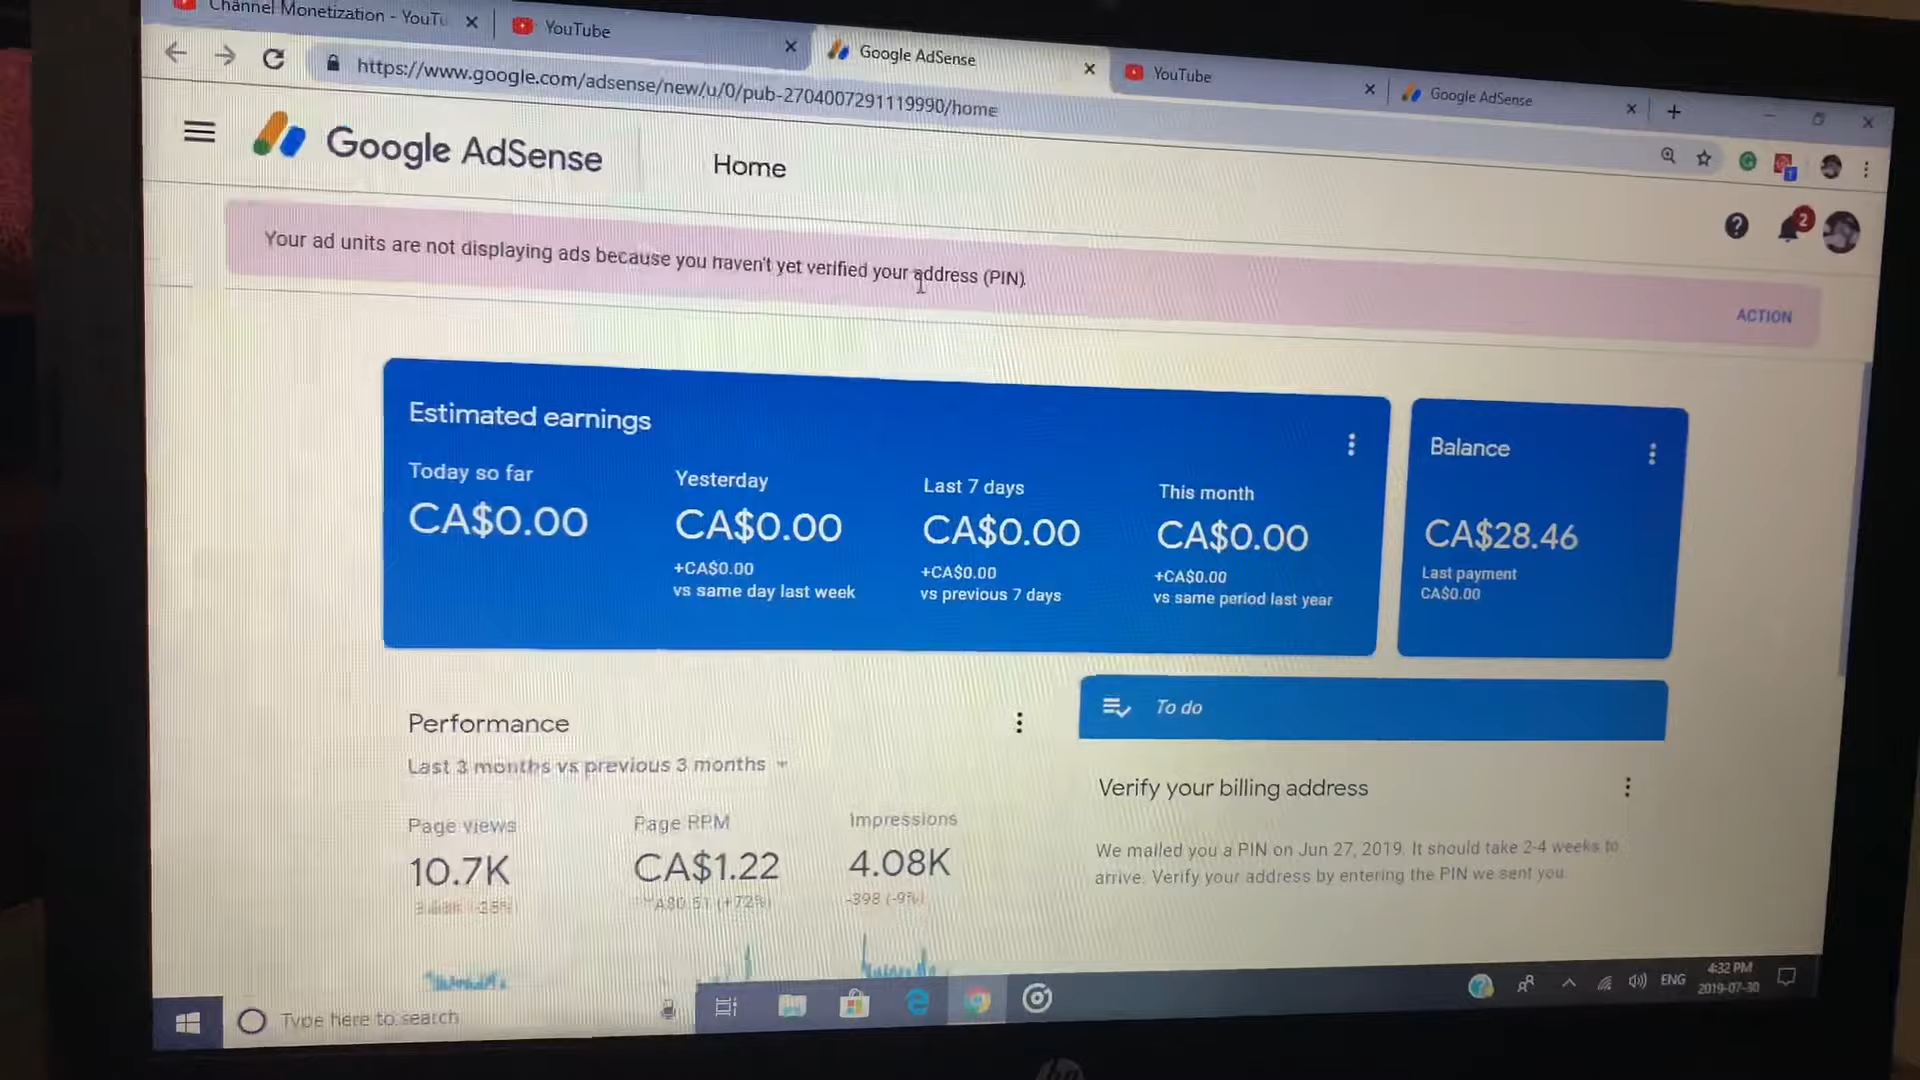 Channel Monetization - YouTu
YouTube
Google AdSense
YouTube
Google AdSense
https://www.google.com/adsense/new/u/0/pub-2704007291119990/home
Google AdSense
Home
2
Your ad units are not displaying ads because you haven't yet verified your address (PIN).
ACTION
Estimated earnings
Today so far
CA$0.00
Yesterday
CA$0.00
+CA$0.00
vs same day last week
Last 7 days
CA$0.00
+CA$0.00
vs previous 7 days
This month
CA$0.00
+CA$0.00
vs same period last year
Balance
CA$28.46
Last payment
CA$0.00
Performance
Last 3 months vs previous 3 months
Page views
10.7K
Page RPM
CA$1.22
CA$0.51 (+72%)
Impressions
4.08K
-398 (-9%)
To do
Verify your billing address
We mailed you a PIN on Jun 27, 2019. It should take 2-4 weeks to
arrive. Verify your address by entering the PIN we sent you.
Type here to search
ENG
4:32 PM
2019-07-30
hp